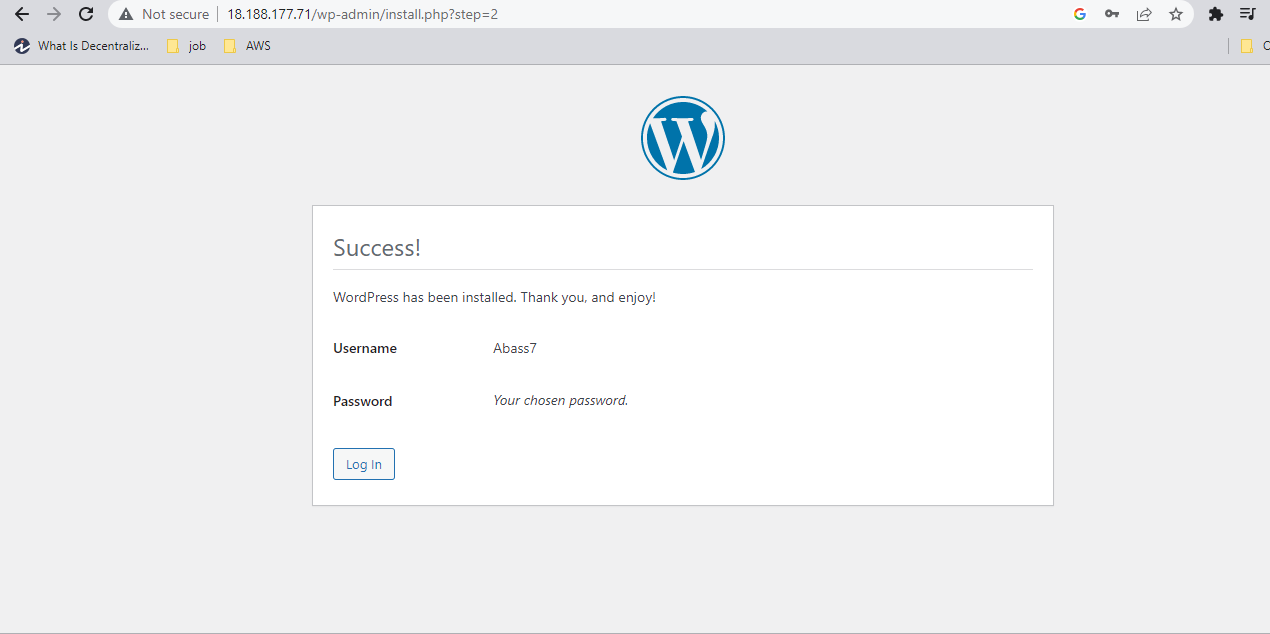 Not secure 18.188.177.71/wp-admin/install.php?step=2
What Is Decentraliz... job AWS
Success!
WordPress has been installed. Thank you, and enjoy!
Username Abass7
Password Your chosen password.
Log In